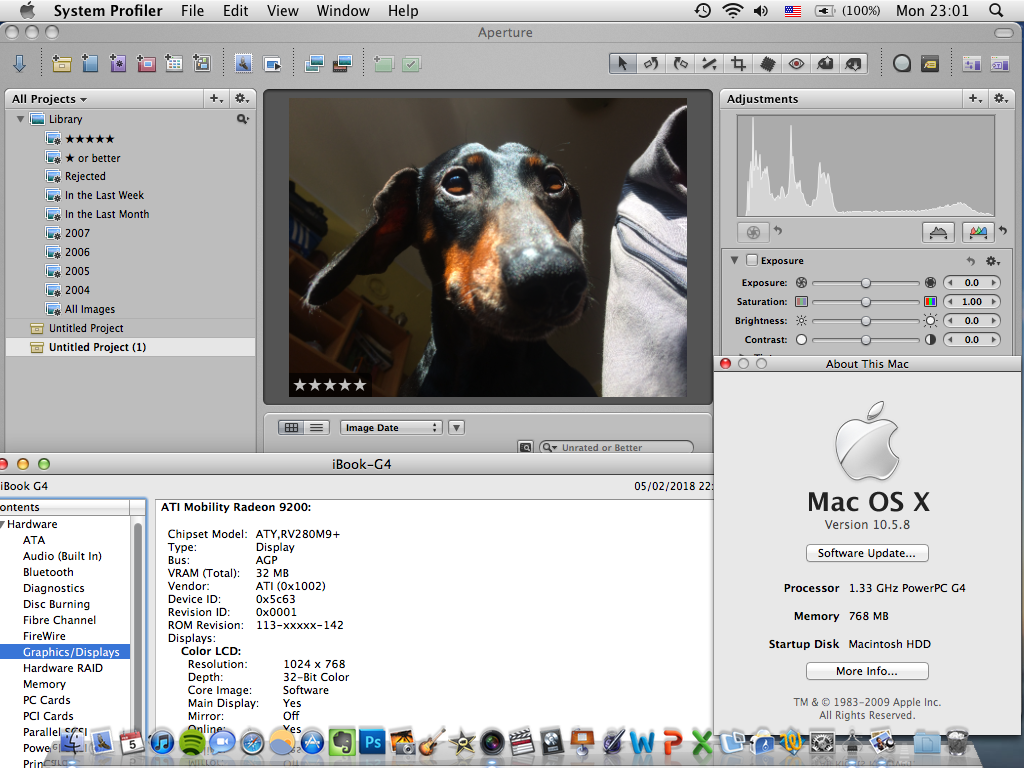 System Profiler File Edit View Window Help (100%) Mon 23:01
Aperture
All Projects
Library
★★★★★
★ or better
Rejected
In the Last Week
In the Last Month
2007
2006
2005
2004
All Images
Untitled Project
Untitled Project (1)
★★★★★
Image Date
Unrated or Better
Adjustments
Exposure
Exposure: 0.0
Saturation: 1.00
Brightness: 0.0
Contrast: 0.0
iBook-G4
iBook G4 05/02/2018 22:
ontents
Hardware
ATA
Audio (Built In)
Bluetooth
Diagnostics
Disc Burning
Fibre Channel
FireWire
Graphics/Displays
Hardware RAID
Memory
PC Cards
PCI Cards
Parallel SCSI
ATI Mobility Radeon 9200:
Chipset Model: ATY,RV280M9+
Type: Display
Bus: AGP
VRAM (Total): 32 MB
Vendor: ATI (0x1002)
Device ID: 0x5c63
Revision ID: 0x0001
ROM Revision: 113-xxxxx-142
Displays:
Color LCD:
Resolution: 1024 x 768
Depth: 32-Bit Color
Core Image: Software
Main Display: Yes
Mirror: Off
Online: Yes
About This Mac
Mac OS X
Version 10.5.8
Software Update...
Processor 1.33 GHz PowerPC G4
Memory 768 MB
Startup Disk Macintosh HDD
More Info...
TM & © 1983-2009 Apple Inc.
All Rights Reserved.
5
Ps